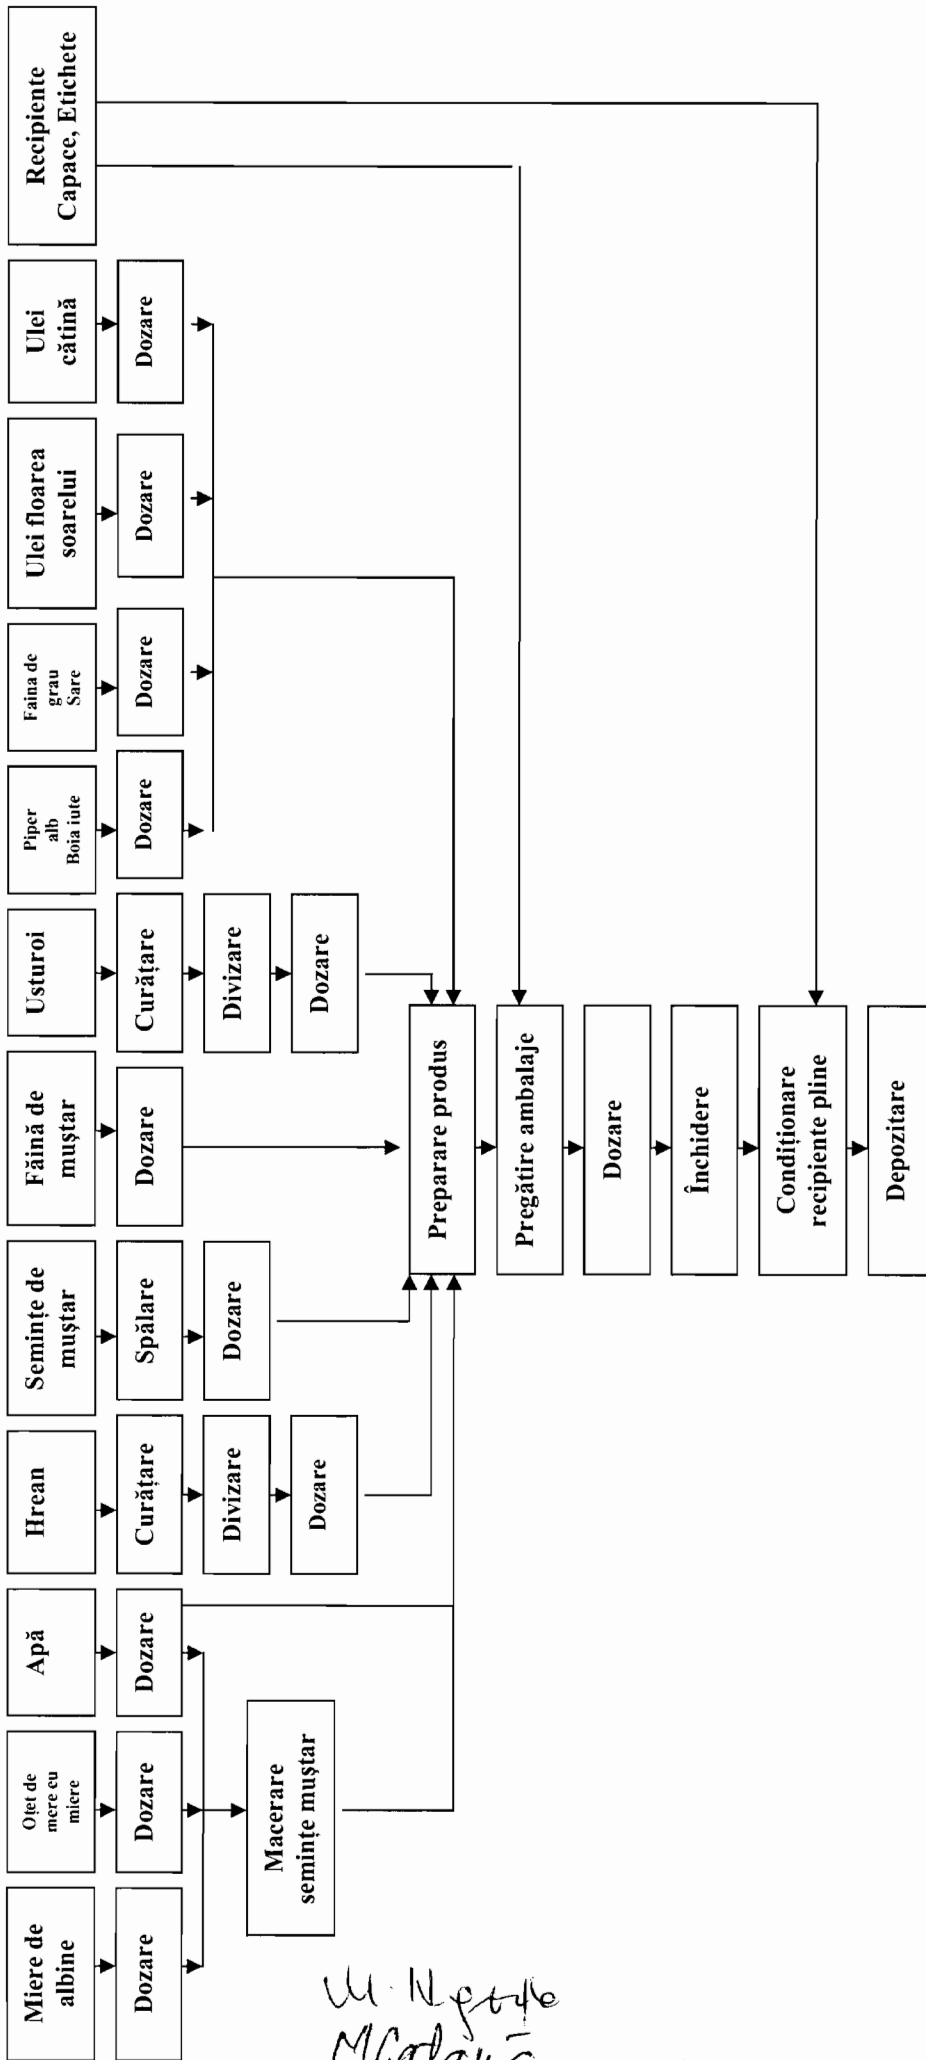 Miere de
albine
Oțet de
mere cu
miere
Apă
Hrean
Semințe de
muștar
Făină de
muștar
Usturoi
Piper
alb
Boia iute
Faina de
grau
Sare
Ulei floarea
soarelui
Ulei
cătină
Recipiente
Capace, Etichete
Dozare
Dozare
Dozare
Curățare
Spălare
Dozare
Curățare
Dozare
Dozare
Dozare
Dozare
Divizare
Dozare
Divizare
Macerare
semințe muștar
Dozare
Dozare
Preparare produs
Pregătire ambalaje
Dozare
Închidere
Condiționare
recipiente pline
Depozitare